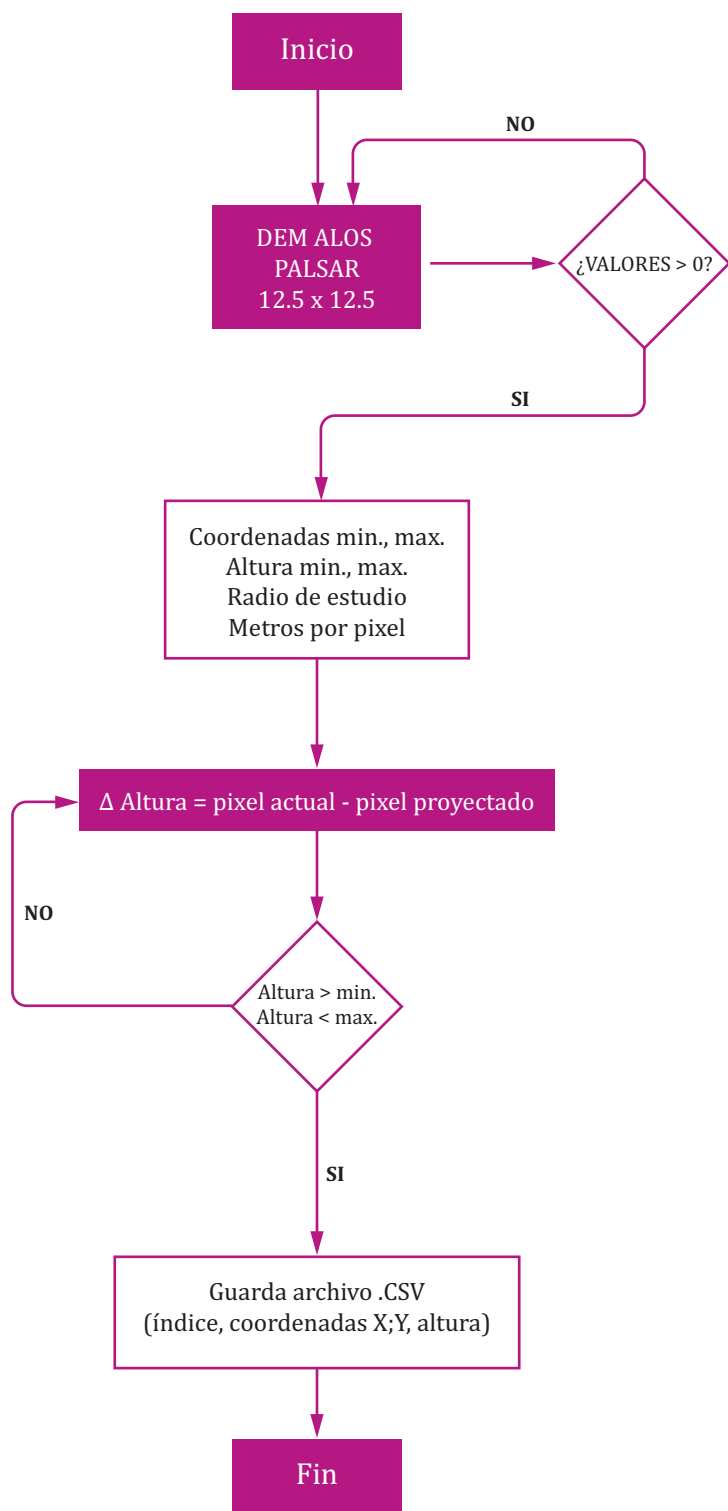 Inicio
NO
DEM ALOS
PALSAR
12.5 x 12.5
¿VALORES > 0?
SI
Coordenadas min., max.
Altura min., max.
Radio de estudio
Metros por pixel
Δ Altura = pixel actual - pixel proyectado
NO
Altura > min.
Altura < max.
SI
Guarda archivo .CSV
(índice, coordenadas X;Y, altura)
Fin